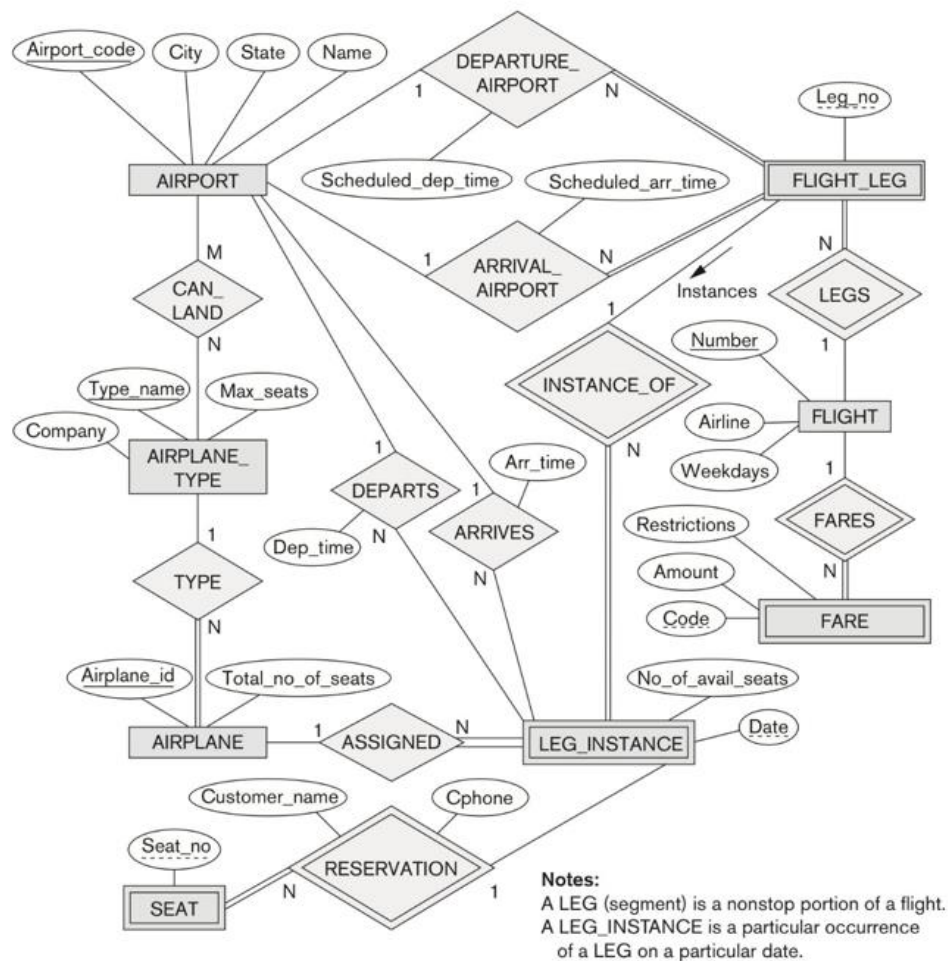 Airport_code
City
State
Name
DEPARTURE_
AIRPORT
1
N
Leg_no
Scheduled_dep_time
Scheduled_arr_time
AIRPORT
FLIGHT_LEG
M
1
ARRIVAL_
AIRPORT
N
N
CAN_
LAND
Instances
LEGS
1
N
Number
1
Type_name
Max_seats
INSTANCE_OF
FLIGHT
Company
Airline
AIRPLANE_
TYPE
1
1
Arr_time
N
Weekdays
1
DEPARTS
1
Dep_time
N
ARRIVES
Restrictions
FARES
TYPE
N
Amount
N
N
Code
FARE
Airplane_id
Total_no_of_seats
No_of_avail_seats
Date
AIRPLANE
1
ASSIGNED
N
LEG_INSTANCE
Customer_name
Cphone
Seat_no
RESERVATION
N
1
SEAT
Notes:
A LEG (segment) is a nonstop portion of a flight.
A LEG_INSTANCE is a particular occurrence
of a LEG on a particular date.